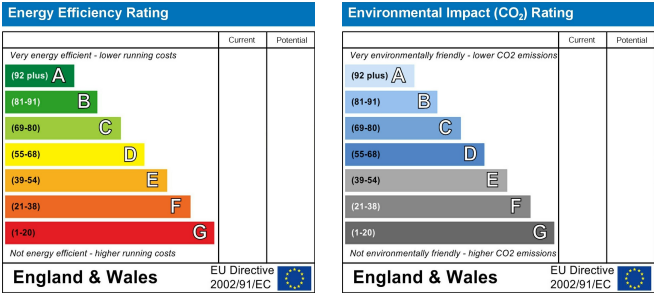 Energy Efficiency Rating
Current Potential
Very energy efficient - lower running costs
(92 plus) A
(81-91) B
(69-80) C
(55-68) D
(39-54) E
(21-38) F
(1-20) G
Not energy efficient - higher running costs
England & Wales
EU Directive
2002/91/EC
Environmental Impact (CO2) Rating
Current Potential
Very environmentally friendly - lower CO2 emissions
(92 plus) A
(81-91) B
(69-80) C
(55-68) D
(39-54) E
(21-38) F
(1-20) G
Not environmentally friendly - higher CO2 emissions
England & Wales
EU Directive
2002/91/EC